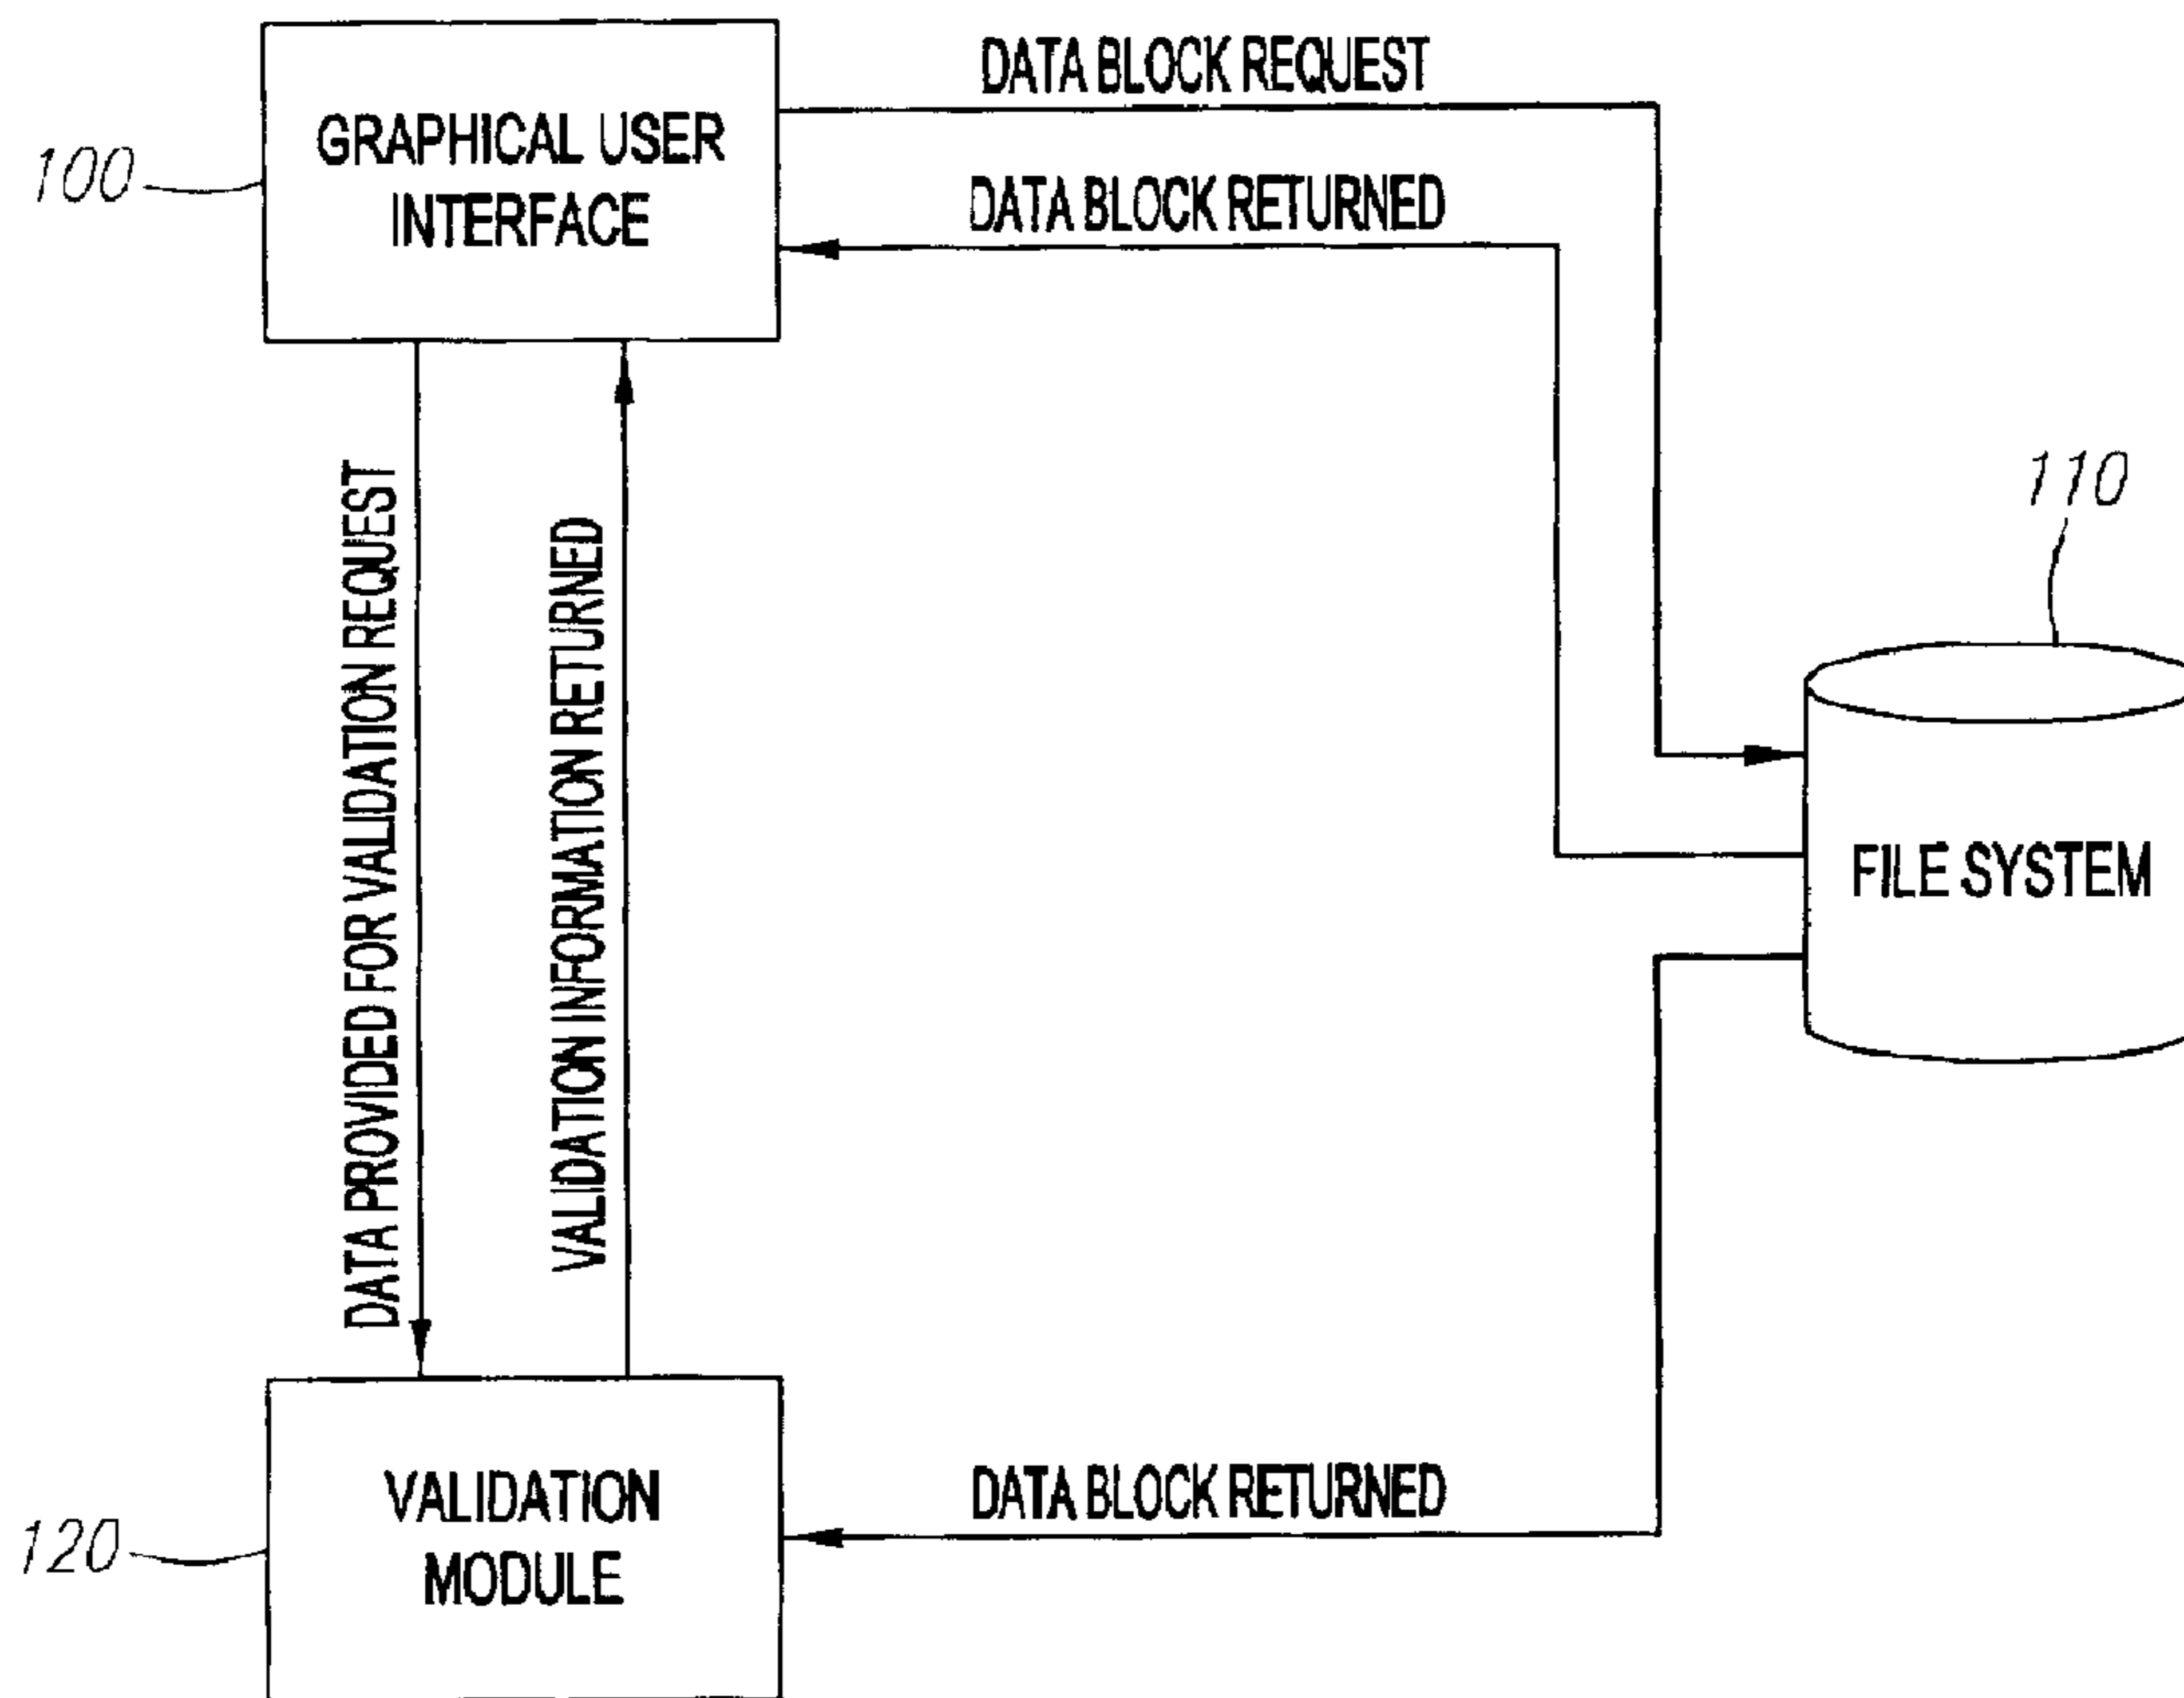 DATA BLOCK REQUEST
GRAPHICAL USER
INTERFACE
100
DATA BLOCK RETURNED
110
DATA PROVIDED FOR VALIDATION REQUEST
VALIDATION INFORMATION RETURNED
FILE SYSTEM
VALIDATION
MODULE
120
DATA BLOCK RETURNED